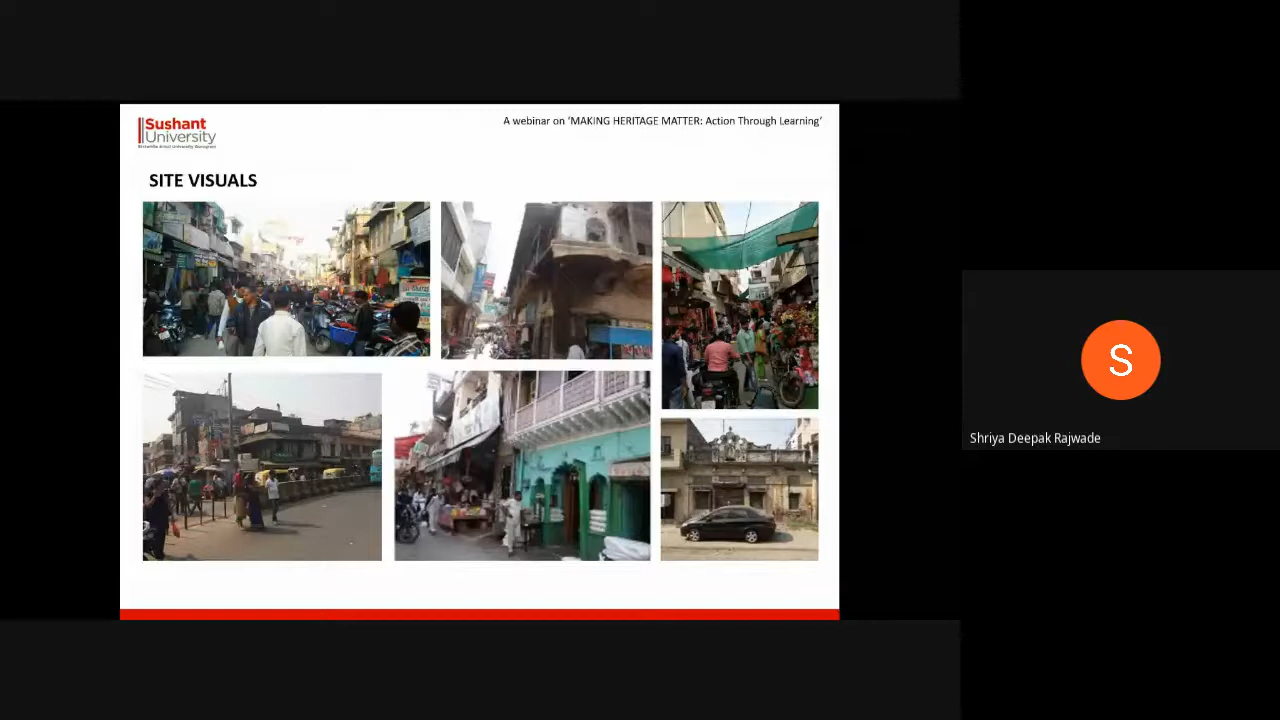 Sushant
University
A webinar on ‘MAKING HERITAGE MATTER: Action Through Learning’
SITE VISUALS
S
Shriya Deepak Rajwade